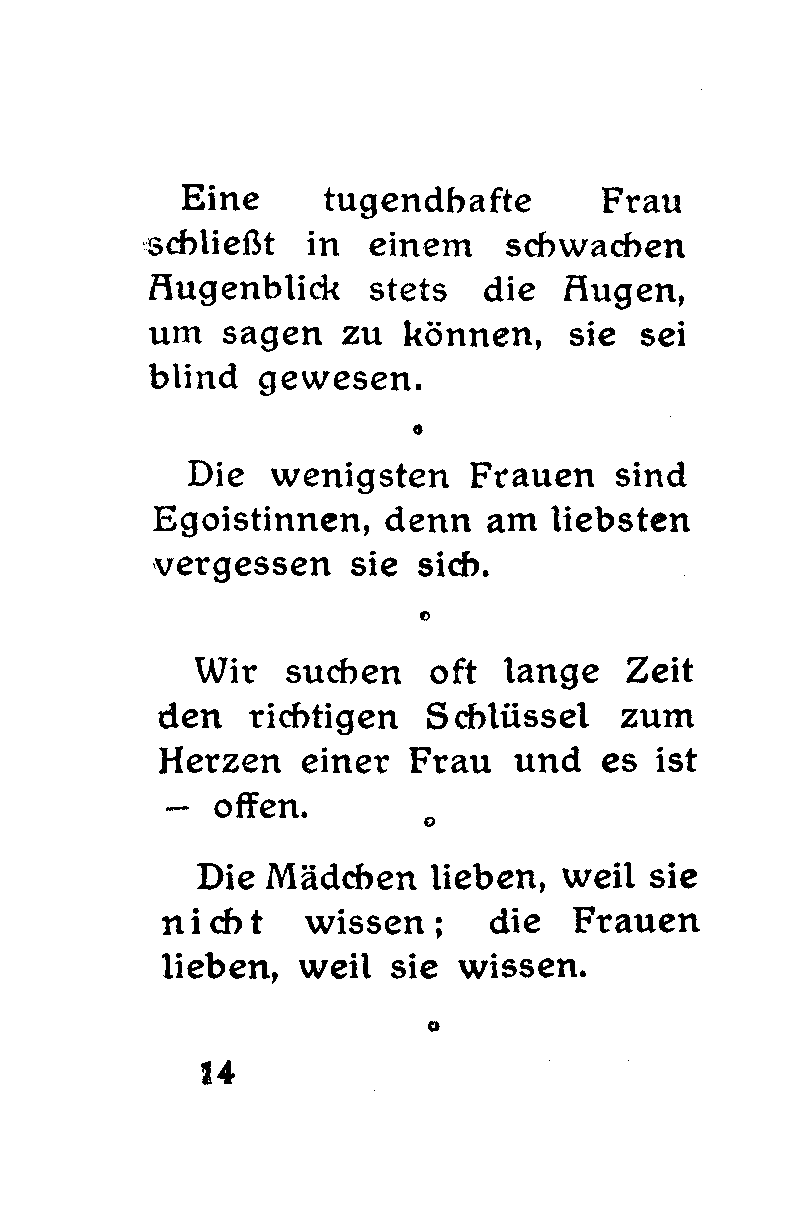 Eine tugendhafte Frau
schließt in einem schwachen
Augenblick stets die Augen,
um sagen zu können, sie sei
blind gewesen.
Die wenigsten Frauen sind
Egoistinnen, denn am liebsten
vergessen sie sich.
Wir suchen oft lange Zeit
den richtigen Schlüssel zum
Herzen einer Frau und es ist
— offen.
Die Mädchen lieben, weil sie
nicht wissen; die Frauen
lieben, weil sie wissen.
14